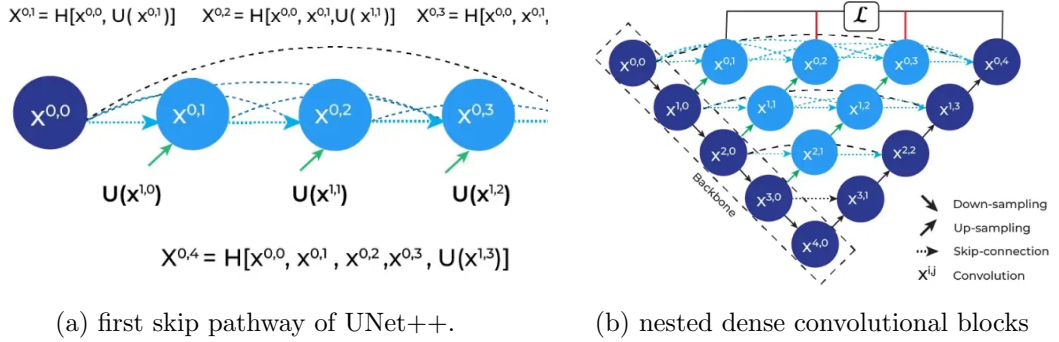 X0,1 = H[x0,0, U( x0,1)] X0,2 = H[x0,0, x0,1,U( x1,1)] X0,3 = H[x0,0, x0,1,
x0,0 x0,1 x0,2 x0,3
U(x1,0) U(x1,1) U(x1,2)
X0,4 = H[x0,0, x0,1 , x0,2 ,x0,3 , U(x1,3)]
(a) first skip pathway of UNet++.
L
x0,0 x0,1 x0,2 x0,3 x0,4
x1,0 x1,1 x1,2 x1,3
x2,0 x2,1 x2,2
x3,0 x3,1
x4,0
Backbone
Down-sampling
Up-sampling
Skip-connection
Xi,j Convolution
(b) nested dense convolutional blocks